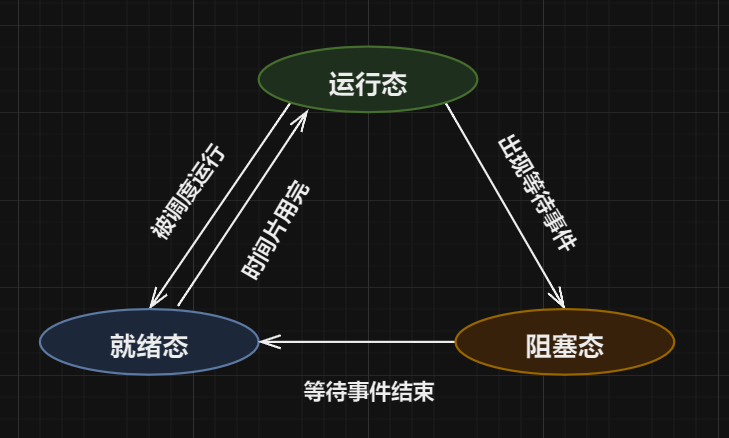 运行态
被调度运行
时间片用完
出现等待事件
就绪态
阻塞态
等待事件结束